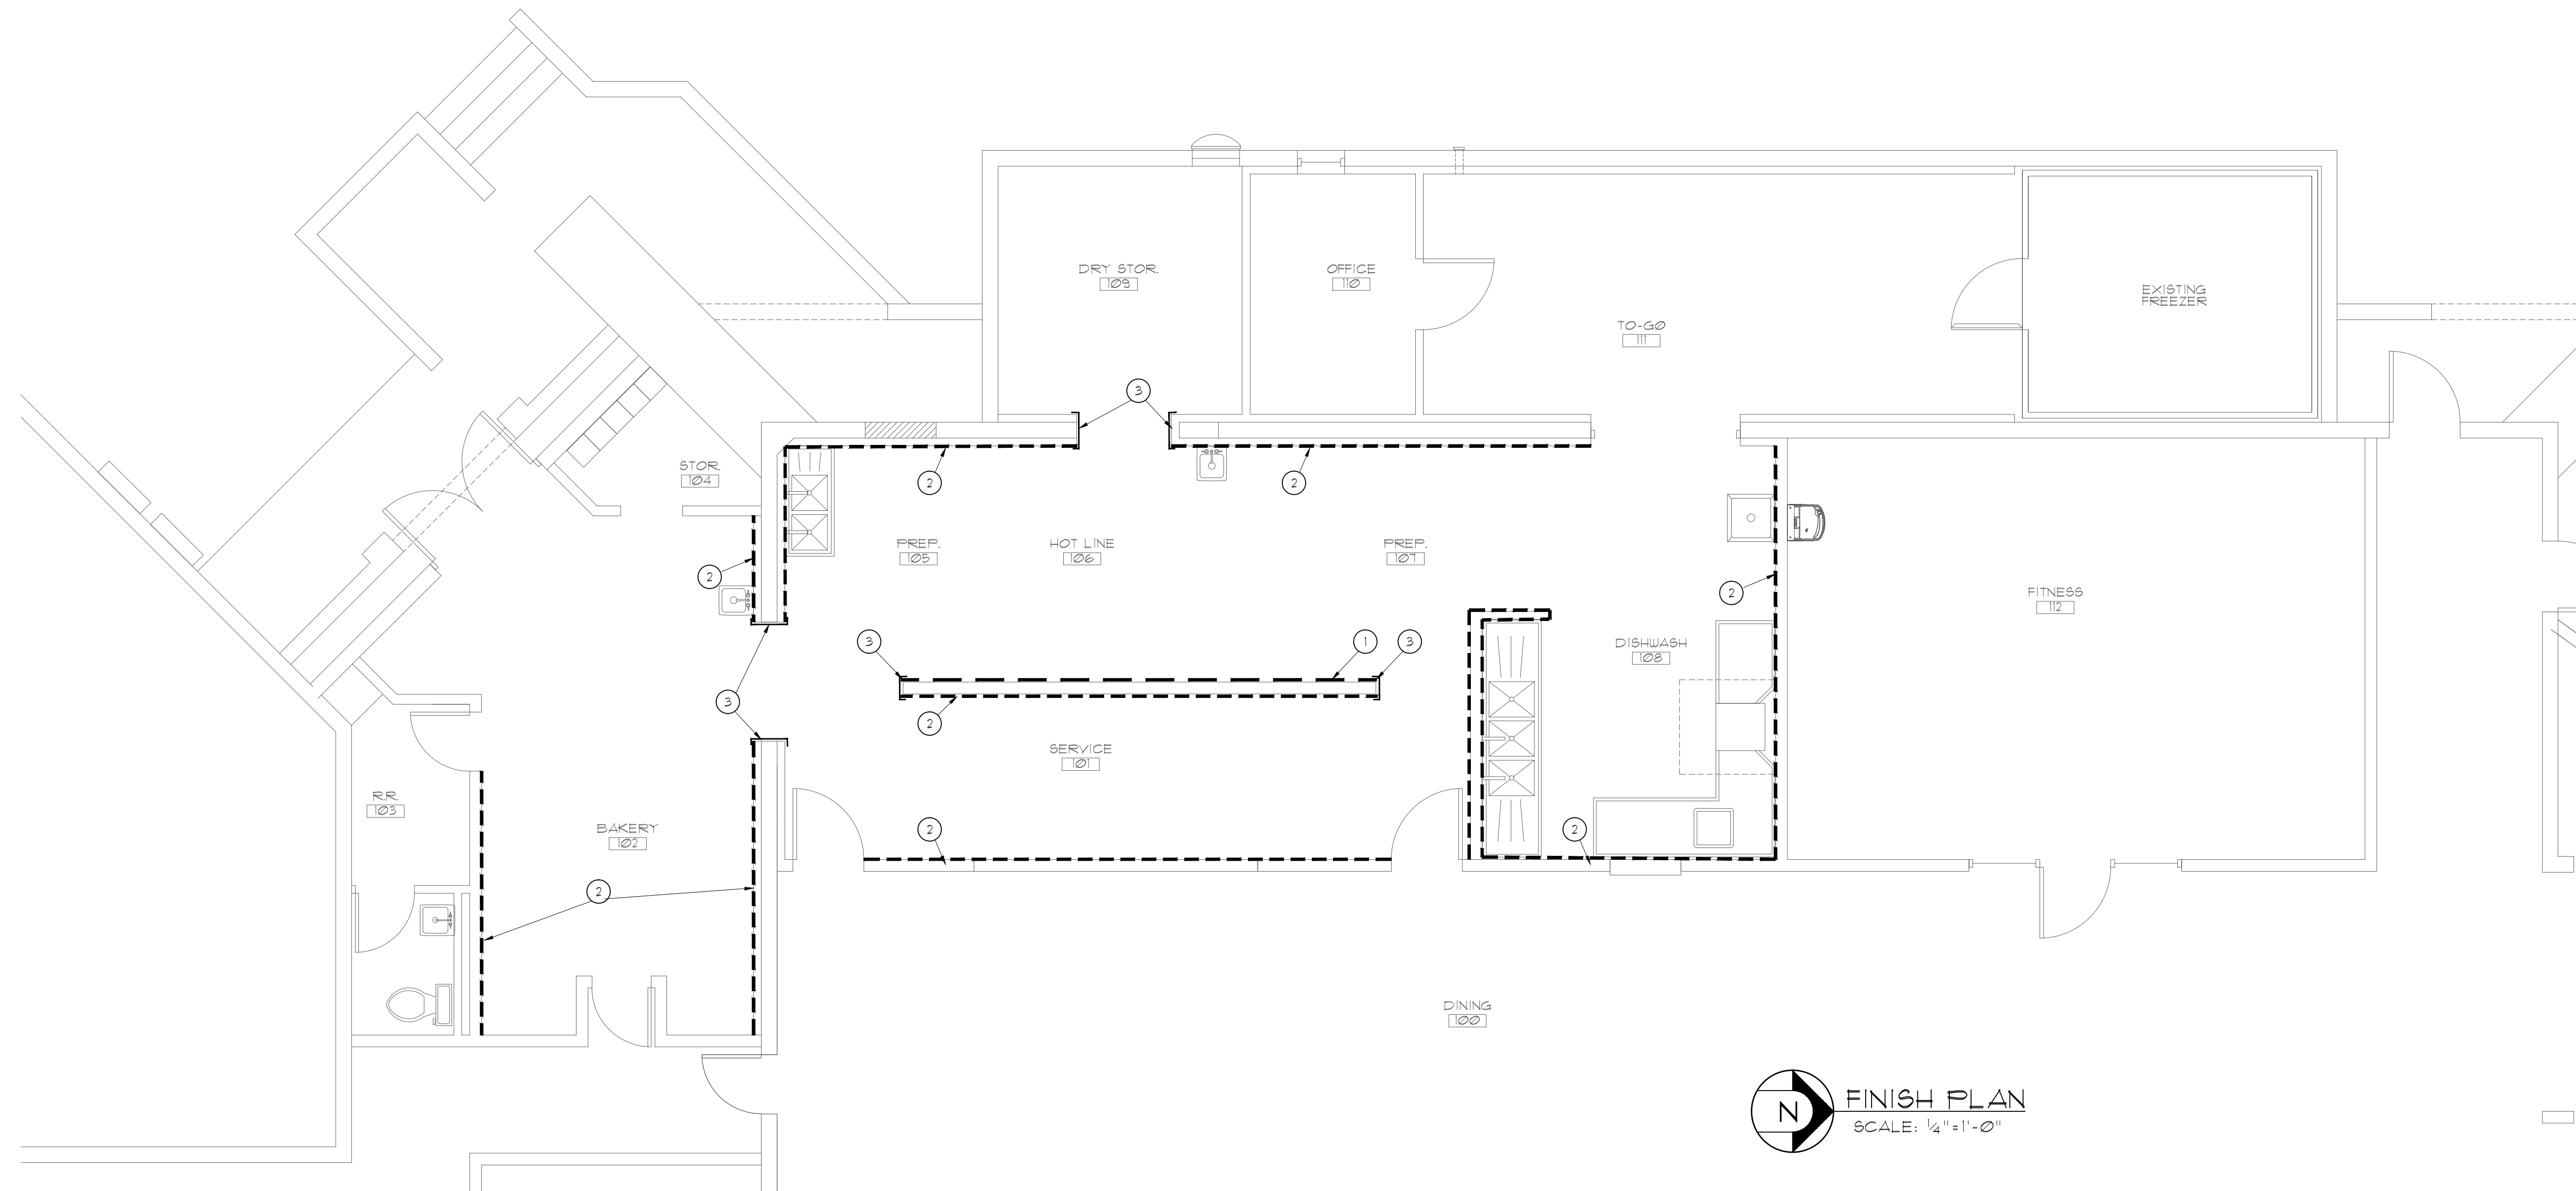 DRY STOR.
109
OFFICE
110
EXISTING
FREEZER
TO-GO
111
3
STOR.
104
2
2
PREP.
105
HOT LINE
106
PREP.
107
2
2
FITNESS
112
3
1
3
DISHWASH
108
3
2
SERVICE
101
R.R.
103
BAKERY
102
2
2
2
DINING
100
N
FINISH PLAN
SCALE: 1/4"=1'-0"